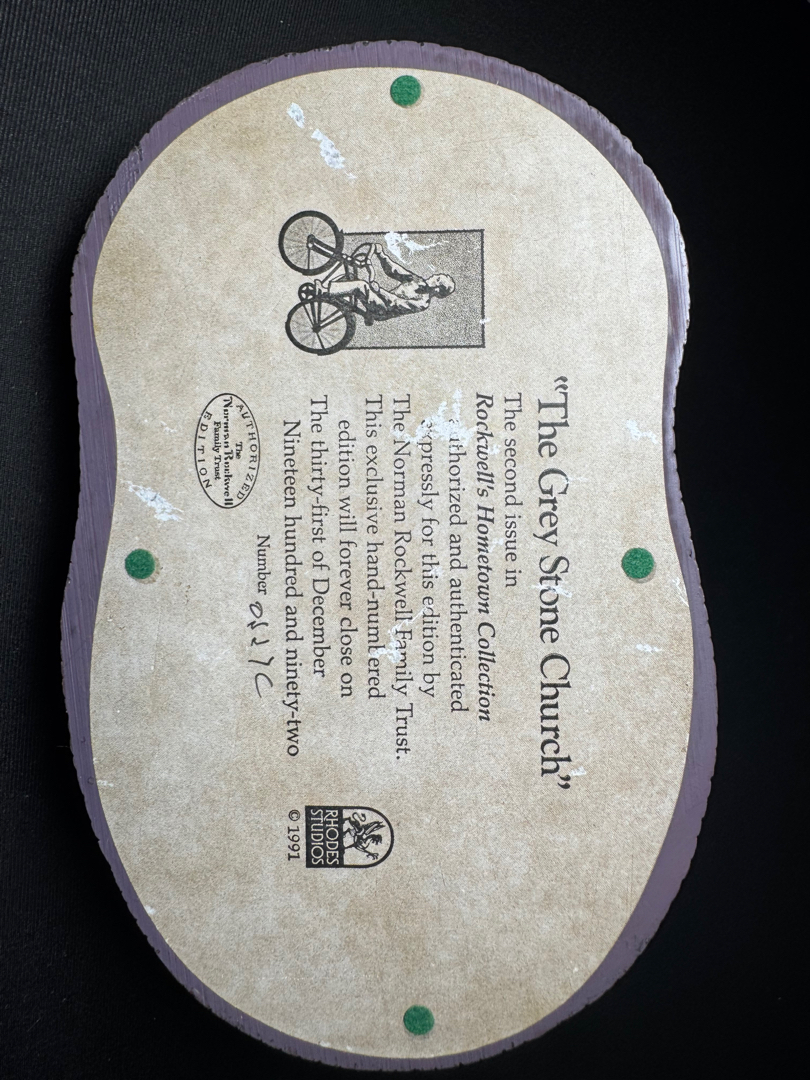 “The Grey Stone Church”
The second issue in
Rockwell's Hometown Collection
authorized and authenticated
expressly for this edition by
The Norman Rockwell Family Trust.
This exclusive hand-numbered
edition will forever close on
The thirty-first of December
Nineteen hundred and ninety-two
Number
AUTHORIZED
The
Norman Rockwell
Family Trust
EDITION
RHODES
STUDIOS
© 1991